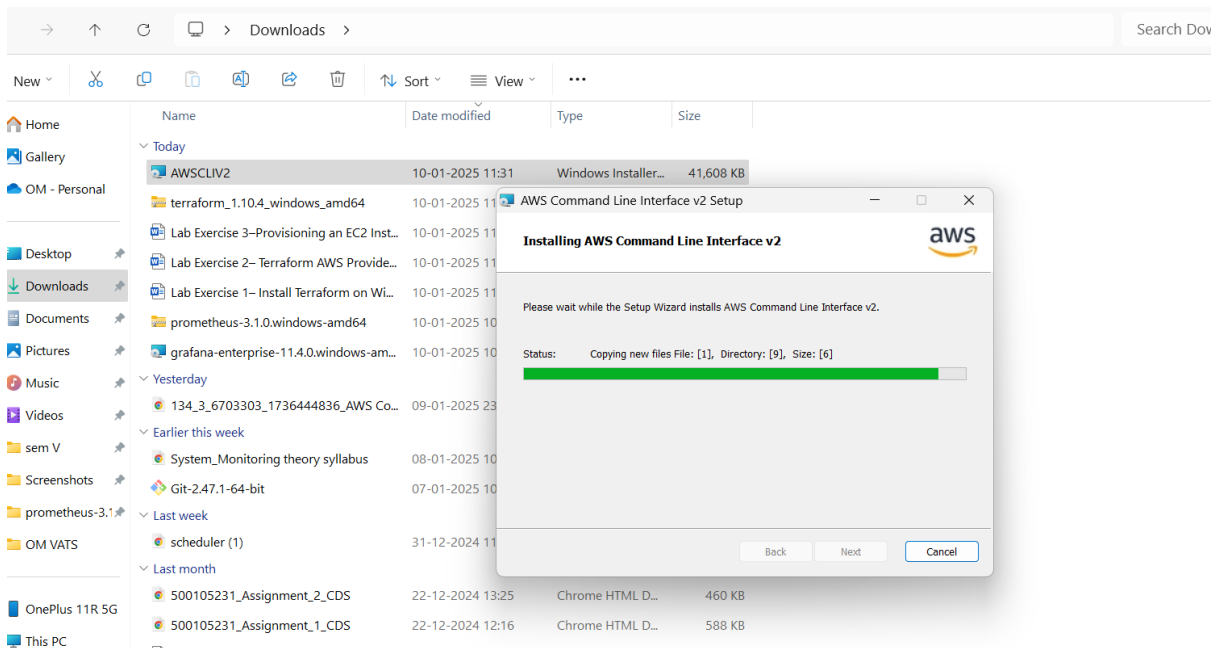 Downloads
Search Dov
New
Sort
View
Name
Date modified
Type
Size
Home
Gallery
OM - Personal
Desktop
Downloads
Documents
Pictures
Music
Videos
sem V
Screenshots
prometheus-3.1
OM VATS
OnePlus 11R 5G
This PC
Today
AWSCLIV2 10-01-2025 11:31 Windows Installer... 41,608 KB
terraform_1.10.4_windows_amd64 10-01-2025 11
Lab Exercise 3–Provisioning an EC2 Inst... 10-01-2025 11
Lab Exercise 2– Terraform AWS Provide... 10-01-2025 11
Lab Exercise 1– Install Terraform on Wi... 10-01-2025 11
prometheus-3.1.0.windows-amd64 10-01-2025 10
grafana-enterprise-11.4.0.windows-am... 10-01-2025 10
Yesterday
134_3_6703303_1736444836_AWS Co... 09-01-2025 23
Earlier this week
System_Monitoring theory syllabus 08-01-2025 10
Git-2.47.1-64-bit 07-01-2025 10
Last week
scheduler (1) 31-12-2024 11
Last month
500105231_Assignment_2_CDS 22-12-2024 13:25 Chrome HTML D... 460 KB
500105231_Assignment_1_CDS 22-12-2024 12:16 Chrome HTML D... 588 KB
AWS Command Line Interface v2 Setup
Installing AWS Command Line Interface v2
aws
Please wait while the Setup Wizard installs AWS Command Line Interface v2.
Status: Copying new files File: [1], Directory: [9], Size: [6]
Back
Next
Cancel